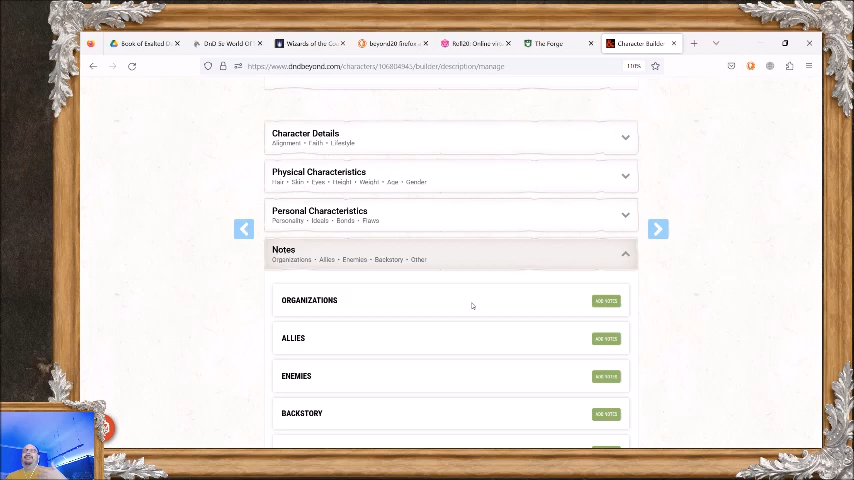 Book of Exalted D
DnD 5e World OF
Wizards of the Coa
beyond20 firefox a
Roll20: Online virt
The Forge
Character Builder
https://www.dndbeyond.com/characters/106804945/builder/description/manage
110%
Character Details
Alignment • Faith • Lifestyle
Physical Characteristics
Hair • Skin • Eyes • Height • Weight • Age • Gender
Personal Characteristics
Personality • Ideals • Bonds • Flaws
Notes
Organizations • Allies • Enemies • Backstory • Other
ORGANIZATIONS ADD NOTES
ALLIES ADD NOTES
ENEMIES ADD NOTES
BACKSTORY ADD NOTES